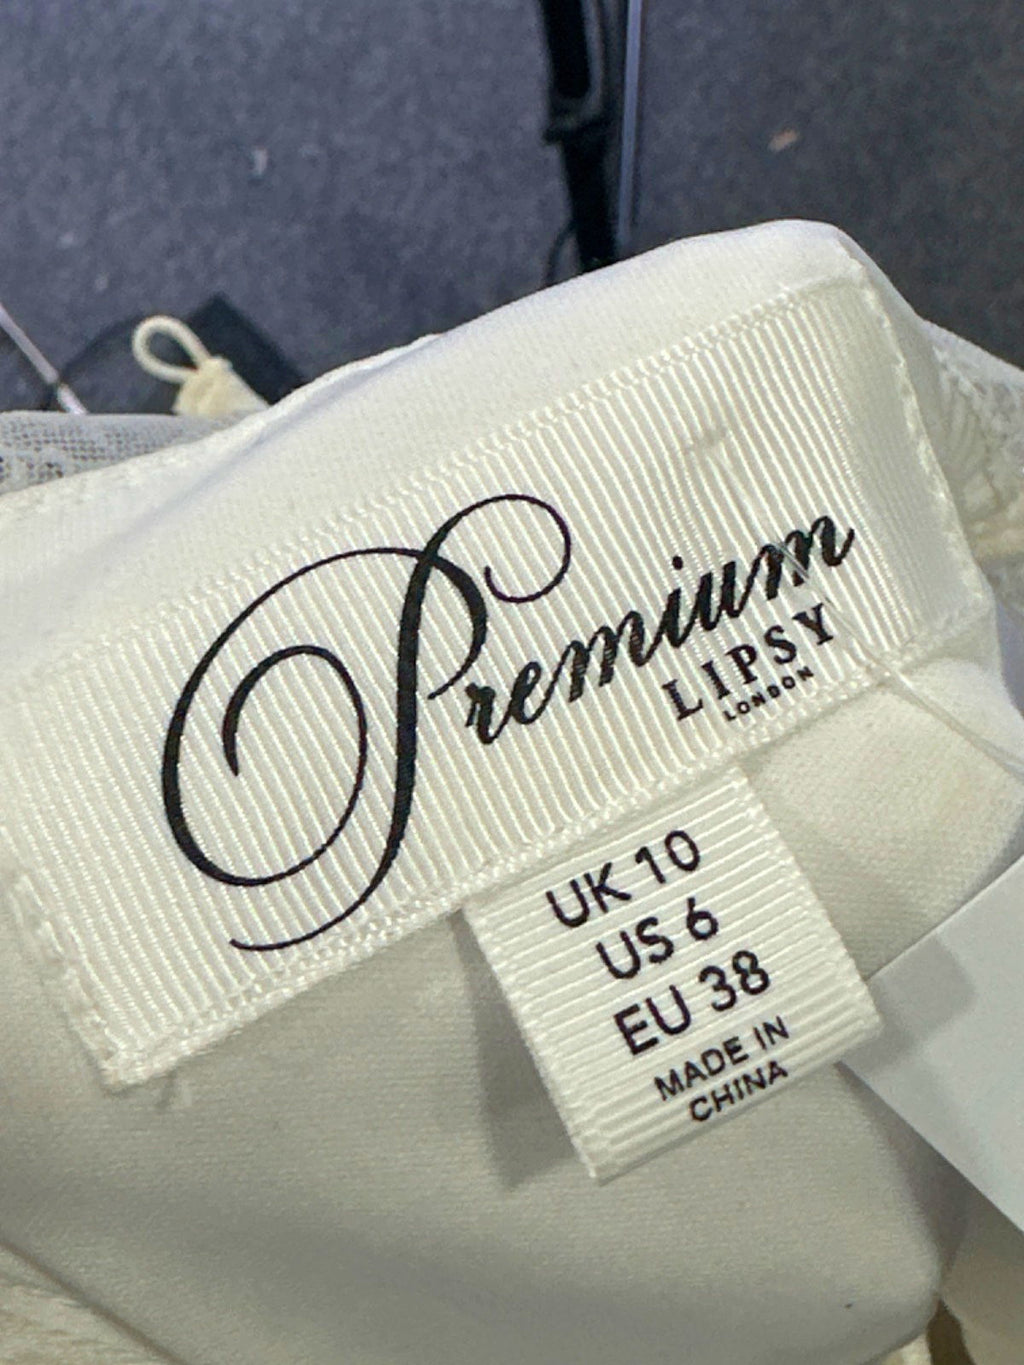 Premium
LIPSY
LONDON
UK 10
US 6
EU 38
MADE IN
CHINA